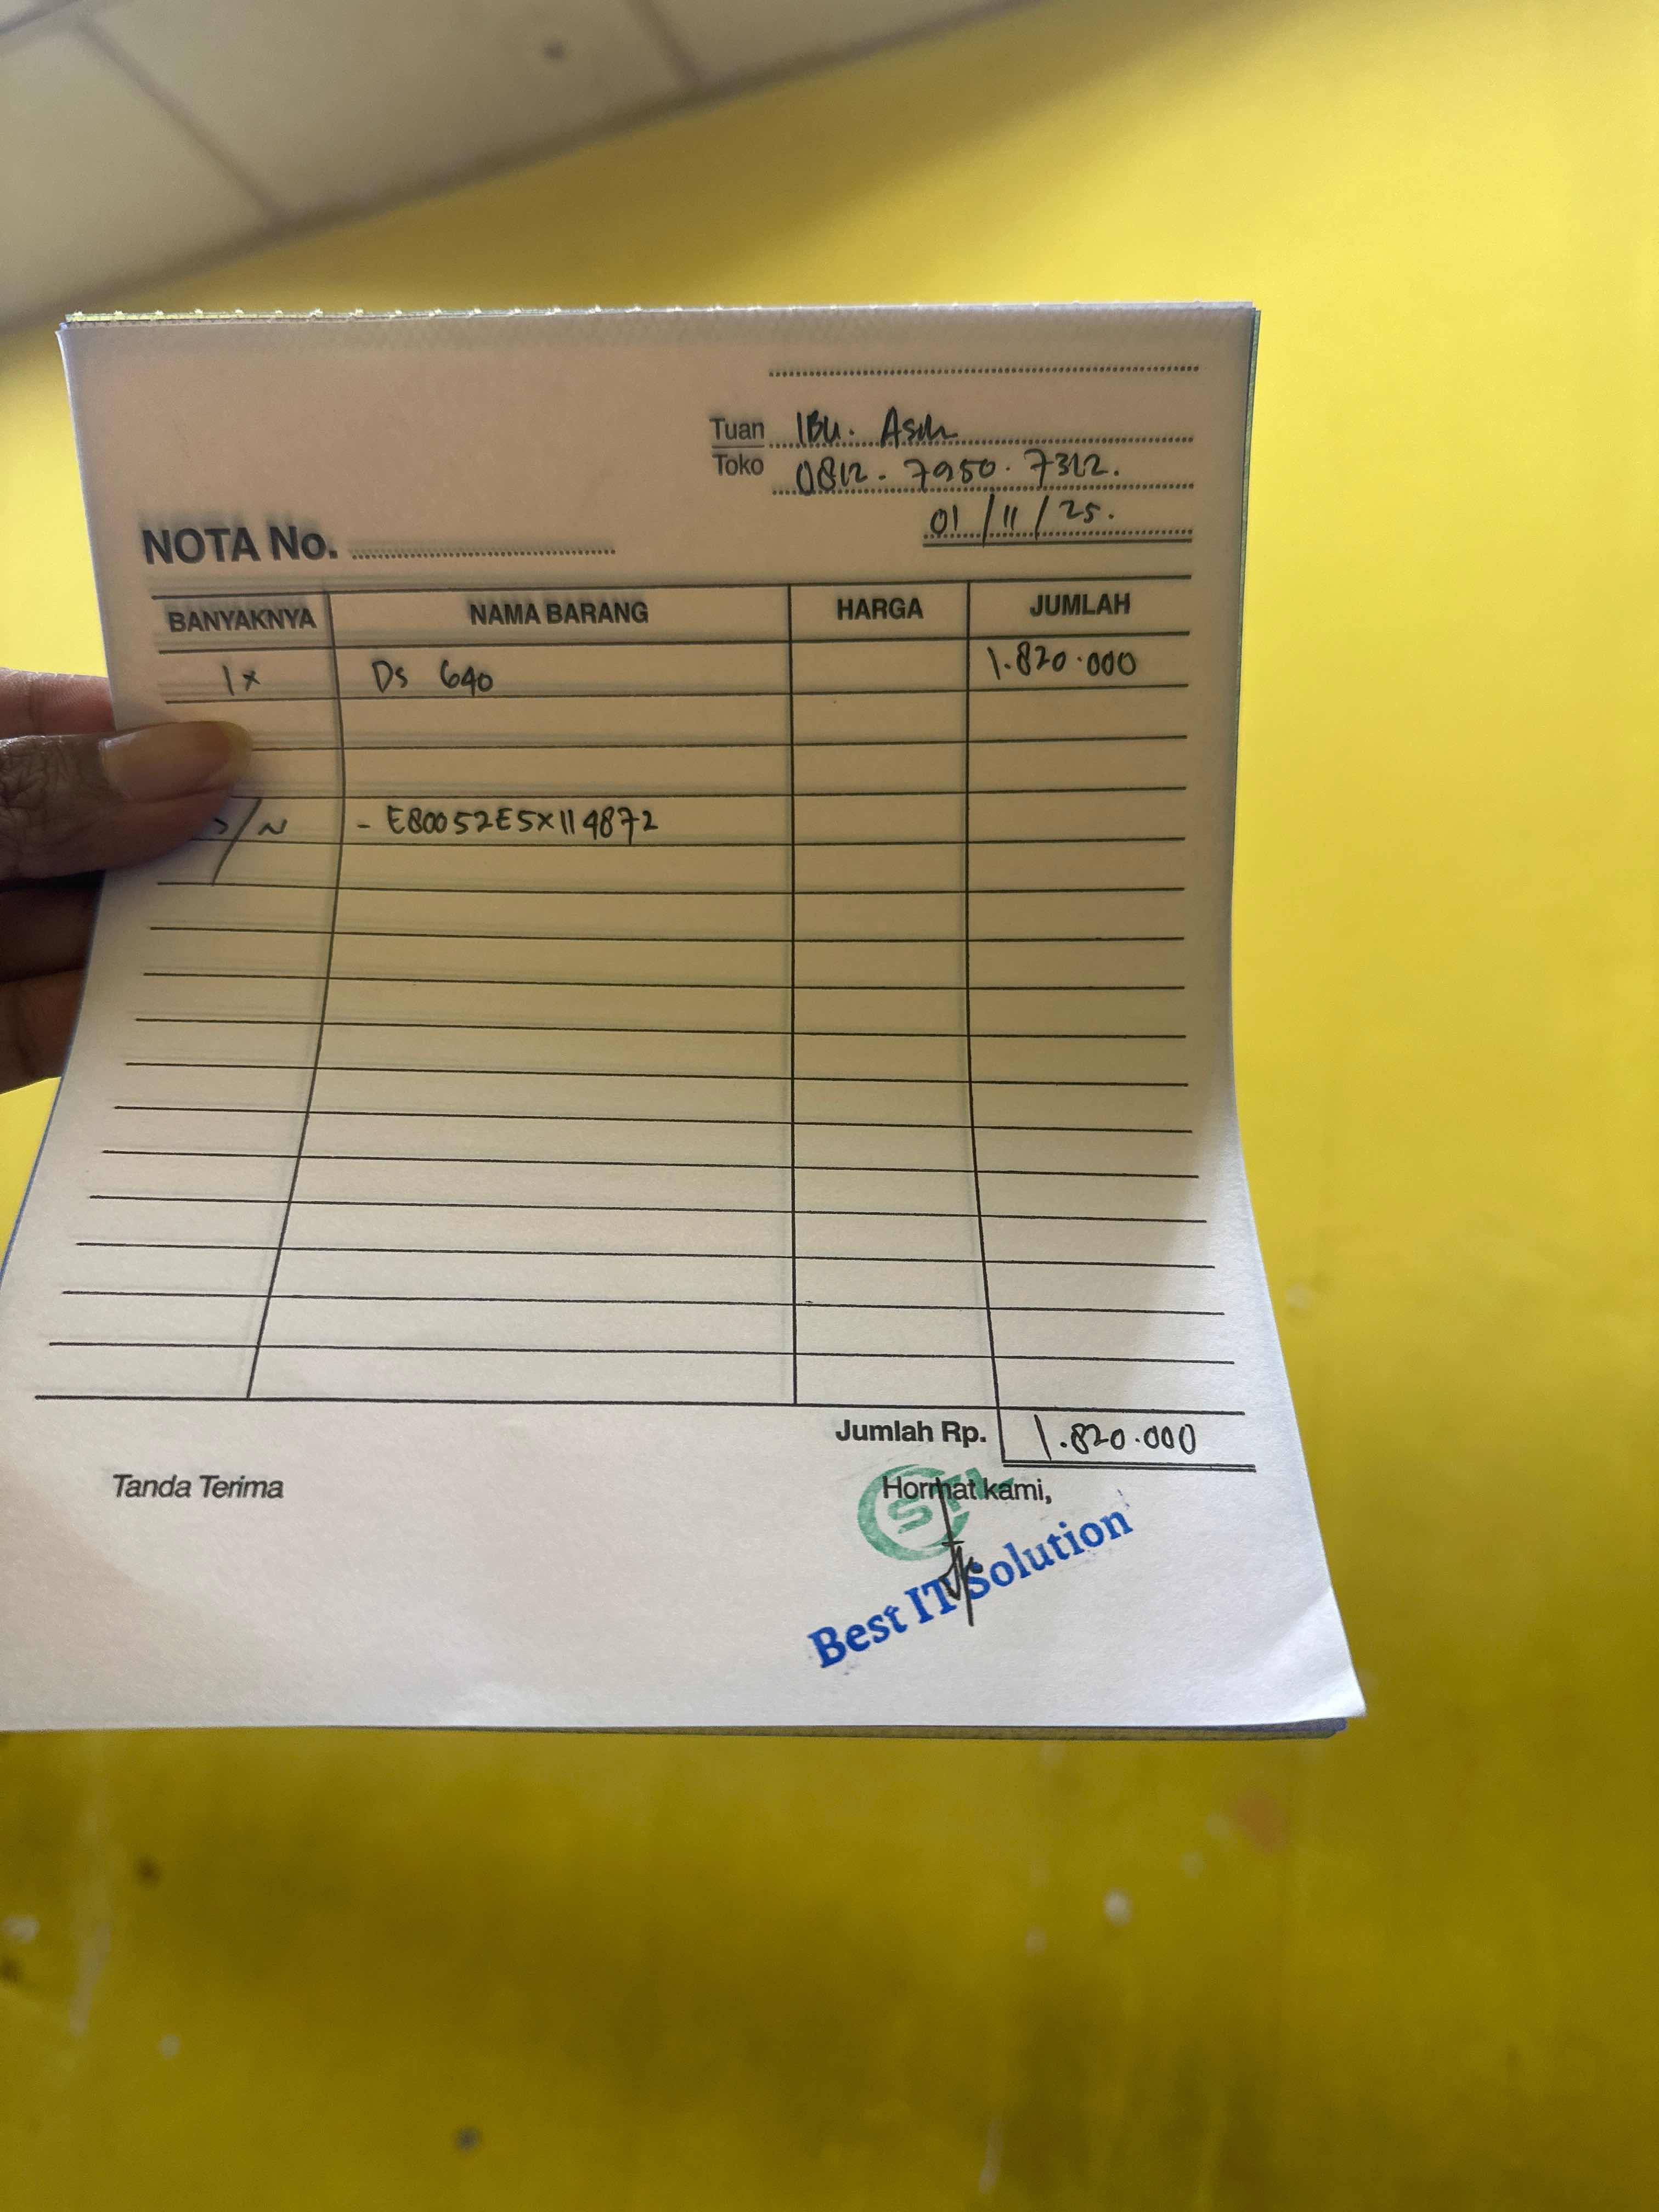 Tuan IBU. Asih
Toko 0812 - 7950. 7312.
01/11/25.
NOTA No.
BANYAKNYA NAMA BARANG HARGA JUMLAH
1x Ds 640 1.820.000
S/N - E80052E5X114872
Jumlah Rp. 1.820.000
Tanda Terima Hormat kami,
Best IT Solution